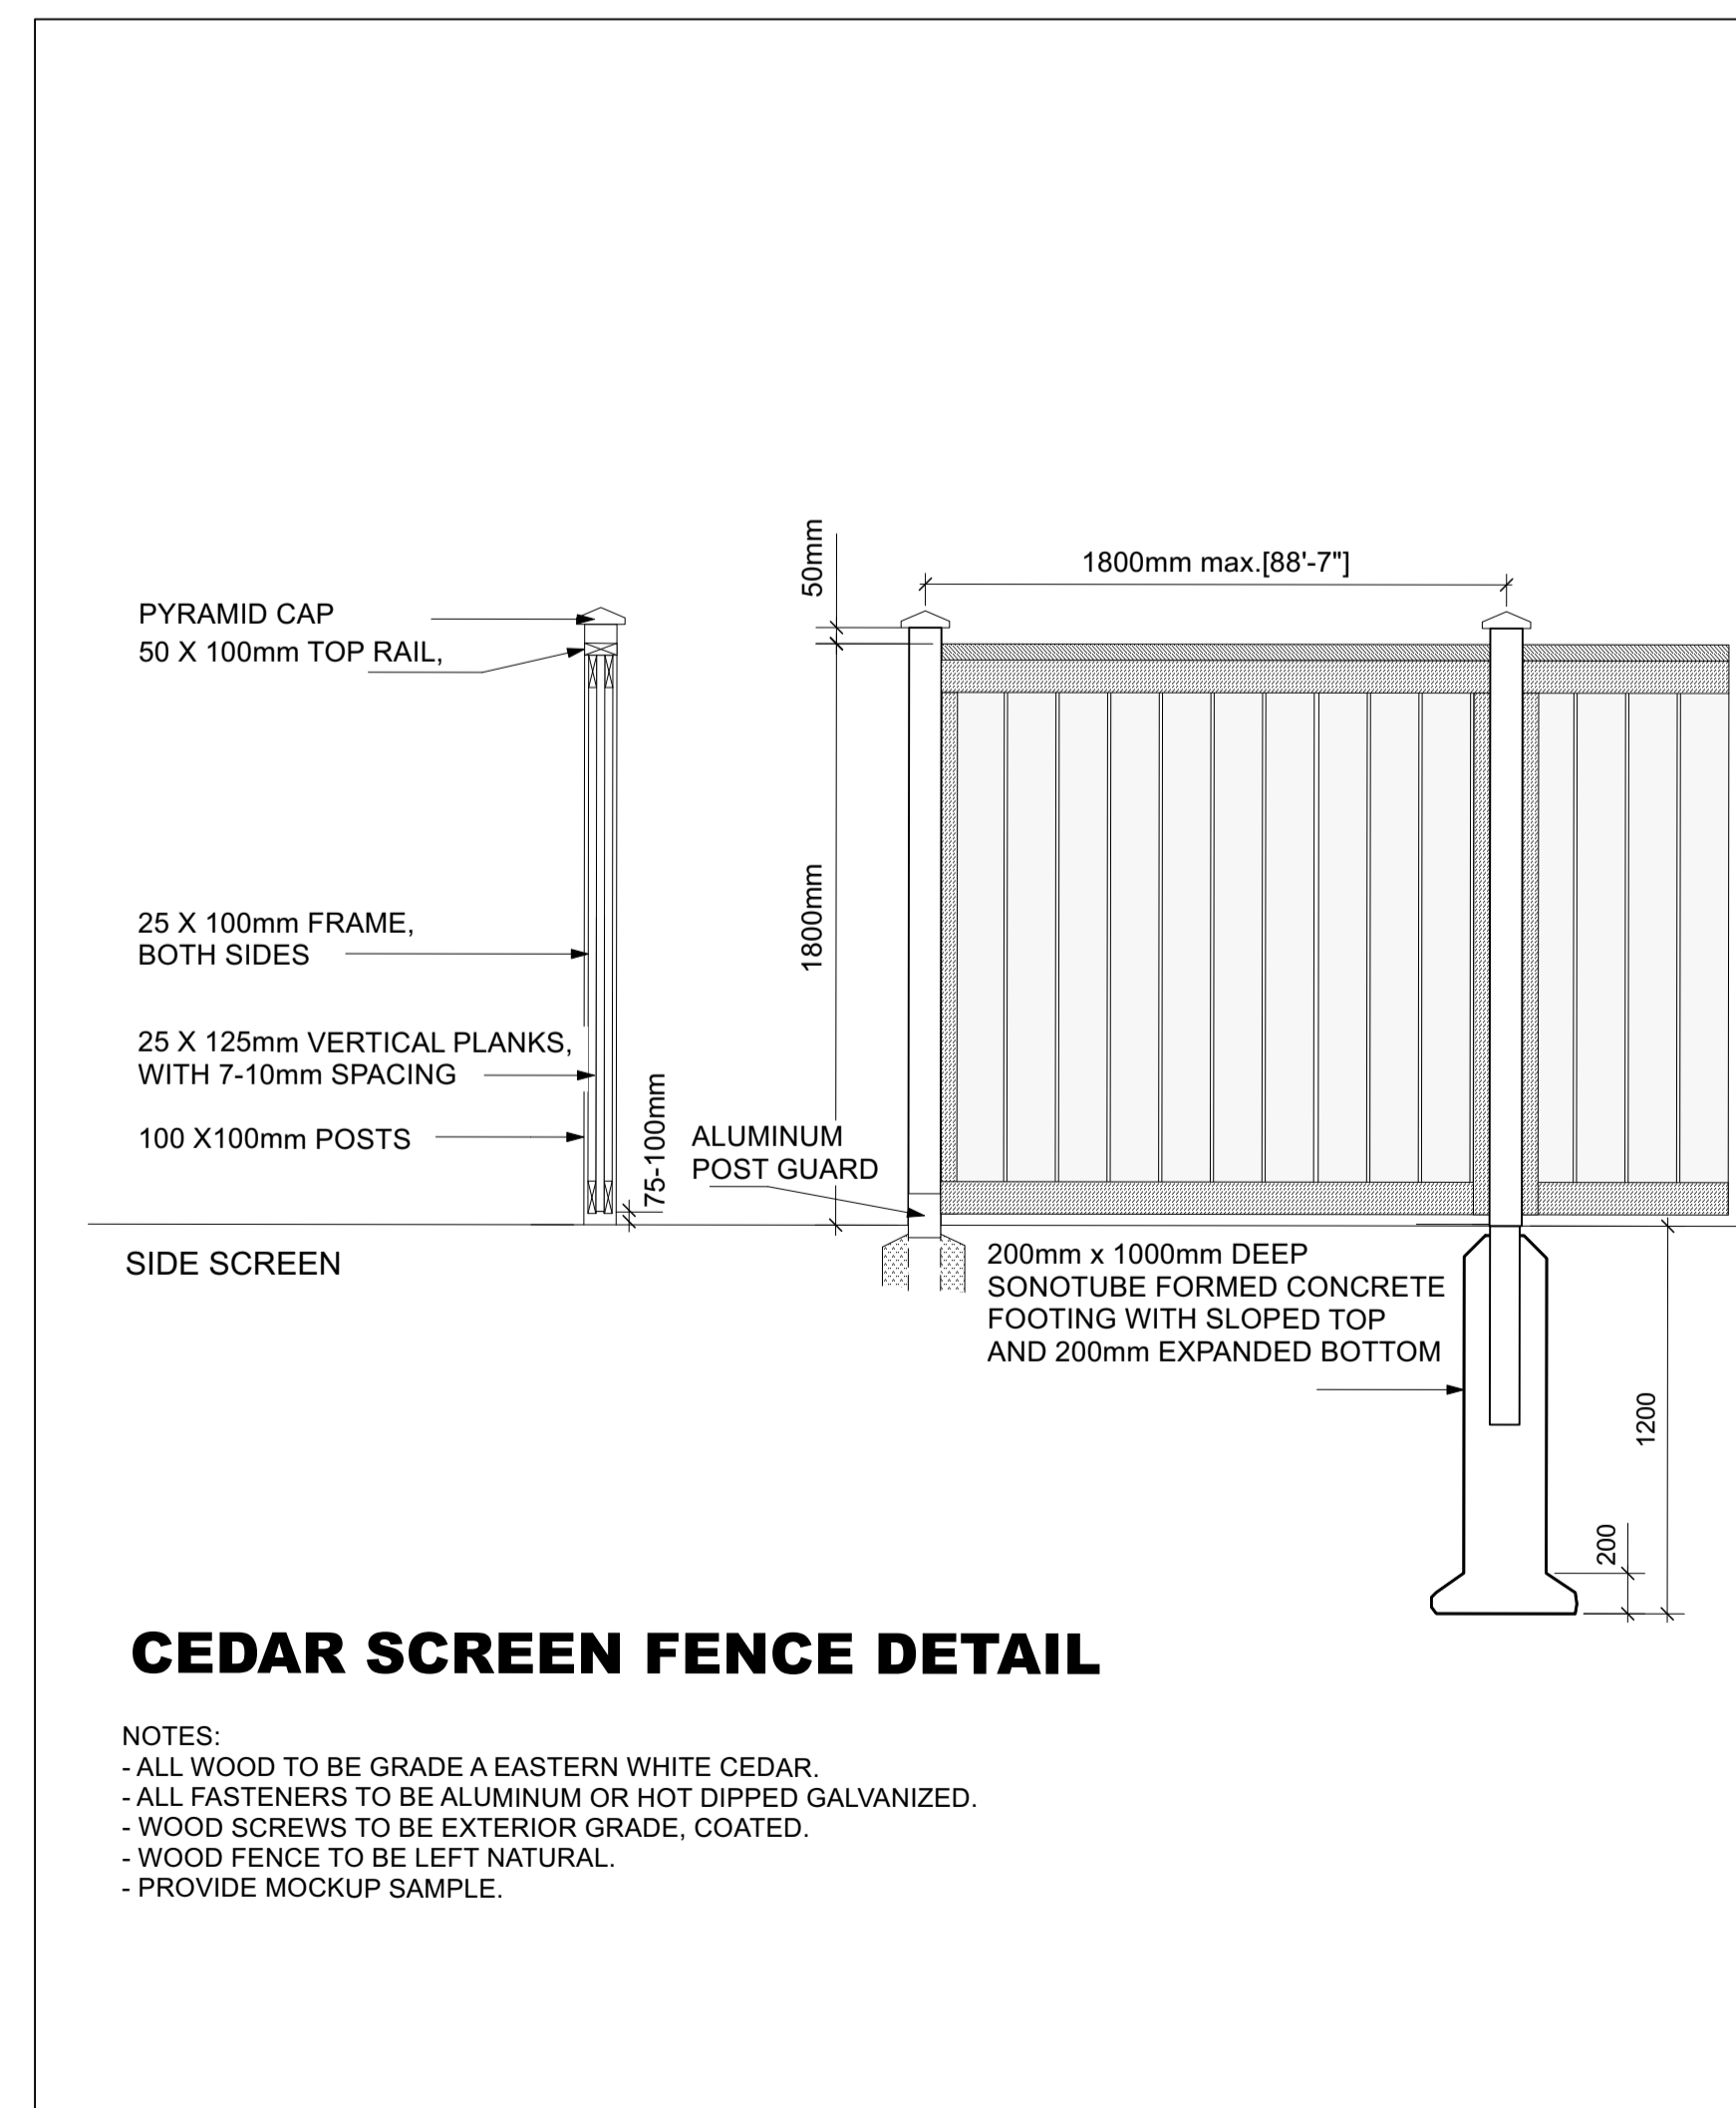 50mm
1800mm max.[88'-7"]
PYRAMID CAP
50 X 100mm TOP RAIL,
1800mm
25 X 100mm FRAME,
BOTH SIDES
25 X 125mm VERTICAL PLANKS,
WITH 7-10mm SPACING
100 X100mm POSTS
75-100mm
ALUMINUM
POST GUARD
SIDE SCREEN
200mm x 1000mm DEEP
SONOTUBE FORMED CONCRETE
FOOTING WITH SLOPED TOP
AND 200mm EXPANDED BOTTOM
1200
200
CEDAR SCREEN FENCE DETAIL
NOTES:
- ALL WOOD TO BE GRADE A EASTERN WHITE CEDAR.
- ALL FASTENERS TO BE ALUMINUM OR HOT DIPPED GALVANIZED.
- WOOD SCREWS TO BE EXTERIOR GRADE, COATED.
- WOOD FENCE TO BE LEFT NATURAL.
- PROVIDE MOCKUP SAMPLE.